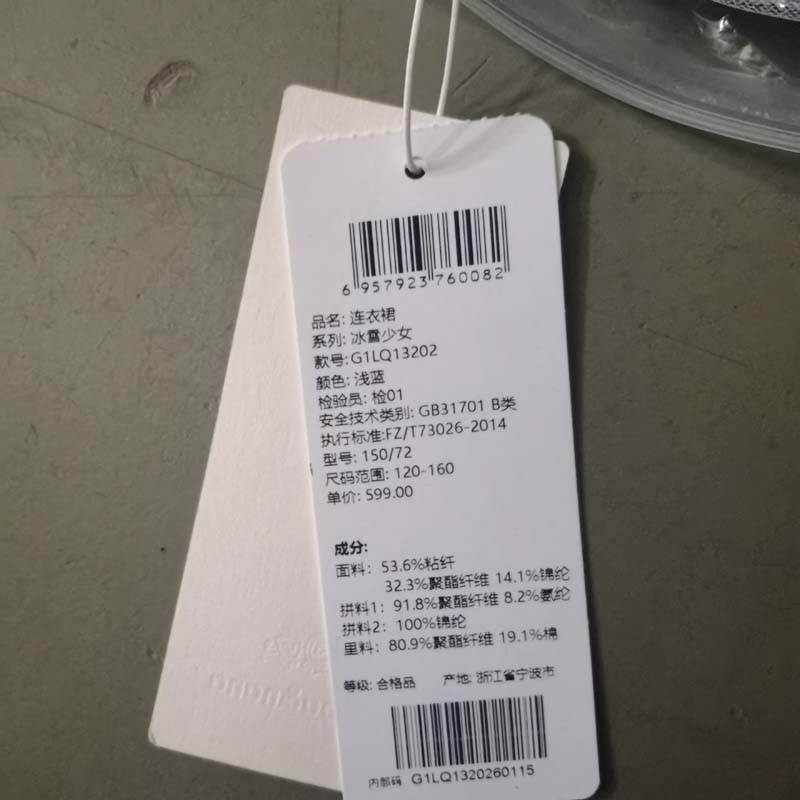 6 957923 760082
品名: 连衣裙
系列: 冰雪少女
款号: G1LQ13202
颜色: 浅蓝
检验员: 检01
安全技术类别: GB31701 B类
执行标准:FZ/T73026-2014
型号: 150/72
尺码范围: 120-160
单价: 599.00
成分:
面料: 53.6%粘纤
32.3%聚酯纤维 14.1%锦纶
拼料1: 91.8%聚酯纤维 8.2%氨纶
拼料2: 100%锦纶
里料: 80.9%聚酯纤维 19.1%棉
等级: 合格品 产地: 浙江省宁波市
内部码 G1LQ1320260115